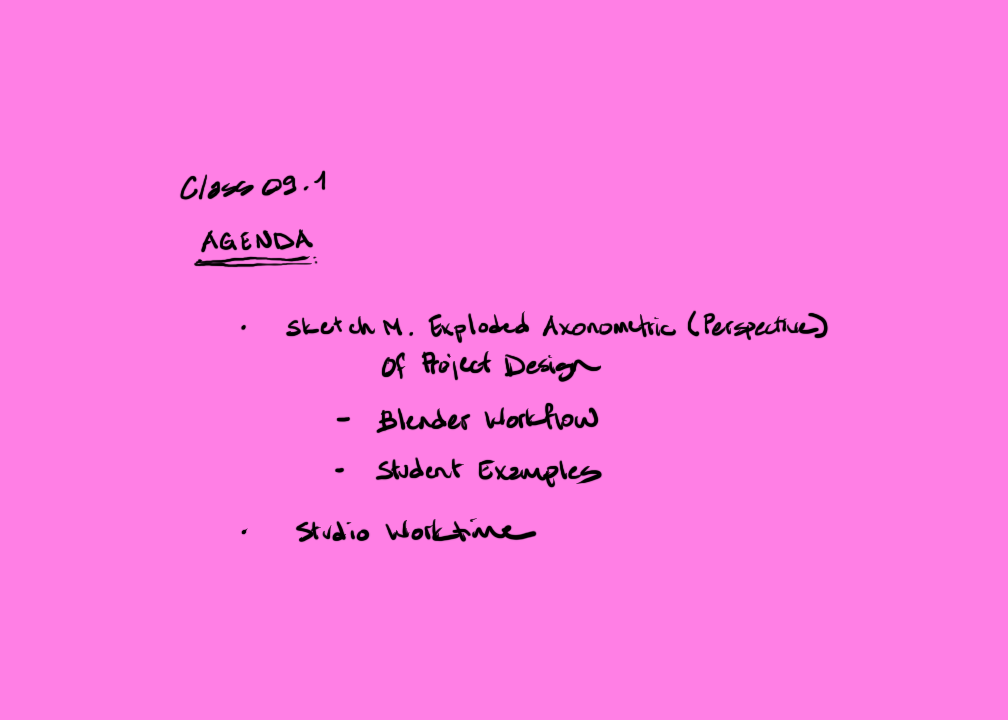 Class 09.1
AGENDA
· Sketch M. Exploded Axonometric (Perspective)
Of Project Design
- Blender Workflow
- Student Examples
· Studio Worktime